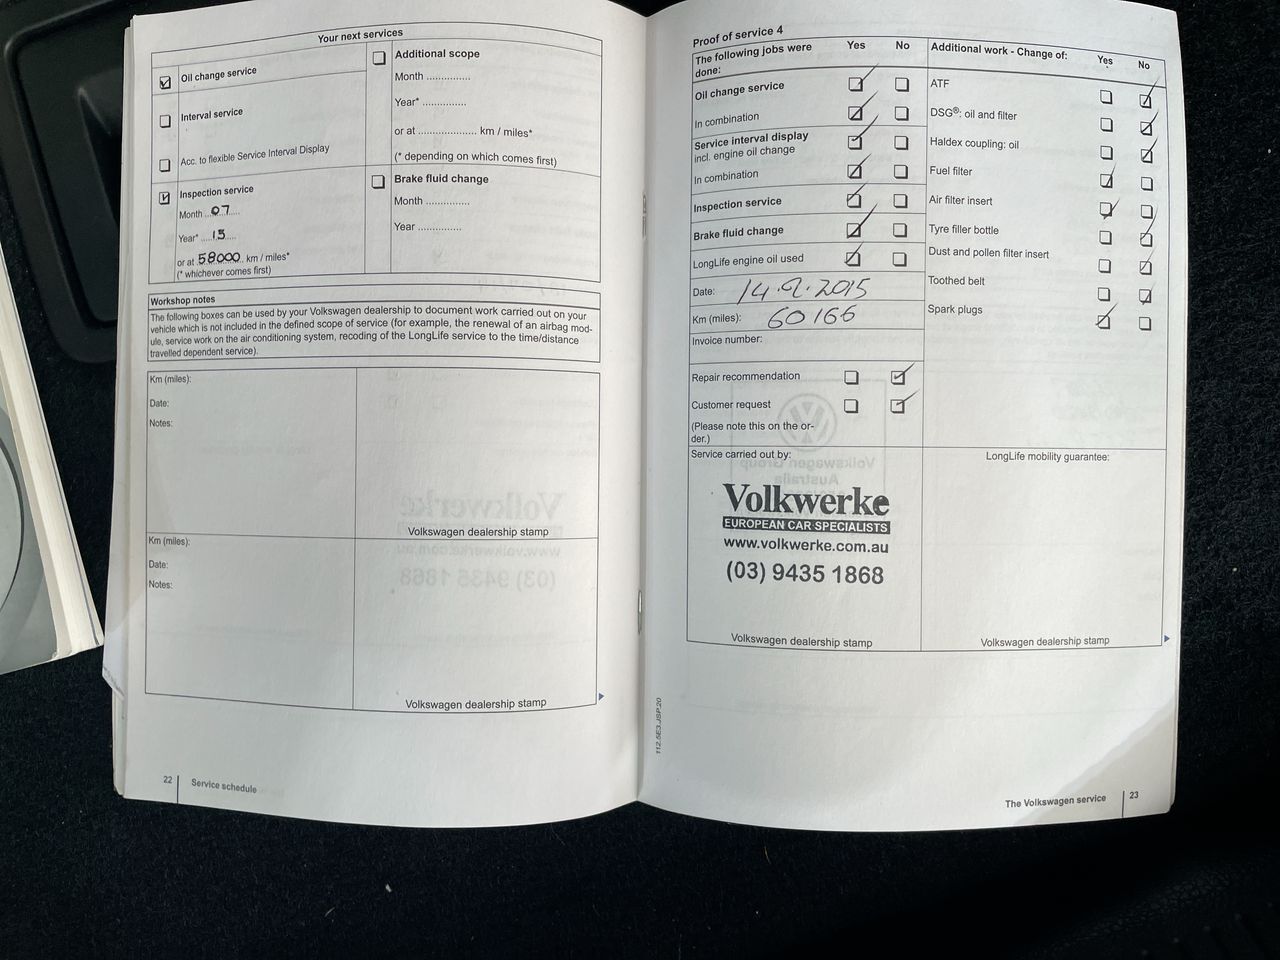 Your next services
Oil change service
Interval service
Acc. to flexible Service Interval Display
Inspection service
Month ...07....
Year* .....15.....
or at 58000.. km / miles*
(* whichever comes first)
Additional scope
Month ...............
Year* ...............
or at .................... km / miles*
(* depending on which comes first)
Brake fluid change
Month ...............
Year ...............
Workshop notes
The following boxes can be used by your Volkswagen dealership to document work carried out on your
vehicle which is not included in the defined scope of service (for example, the renewal of an airbag mod-
ule, service work on the air conditioning system, recoding of the LongLife service to the time/distance
travelled dependent service).
Km (miles):
Date:
Notes:
Volkswagen dealership stamp
Km (miles):
Date:
Notes:
Volkswagen dealership stamp
22 Service schedule
Proof of service 4
The following jobs were
done:
Yes No
Oil change service
In combination
Service interval display
incl. engine oil change
In combination
Inspection service
Brake fluid change
LongLife engine oil used
Date: 14.9.2015
Km (miles): 60166
Invoice number:
Repair recommendation
Customer request
(Please note this on the or-
der.)
Additional work - Change of: Yes No
ATF
DSG®: oil and filter
Haldex coupling: oil
Fuel filter
Air filter insert
Tyre filler bottle
Dust and pollen filter insert
Toothed belt
Spark plugs
Service carried out by:
Volkwerke
EUROPEAN CAR SPECIALISTS
www.volkwerke.com.au
(03) 9435 1868
Volkswagen dealership stamp
LongLife mobility guarantee:
Volkswagen dealership stamp
112.5E3.JSP.20
The Volkswagen service 23